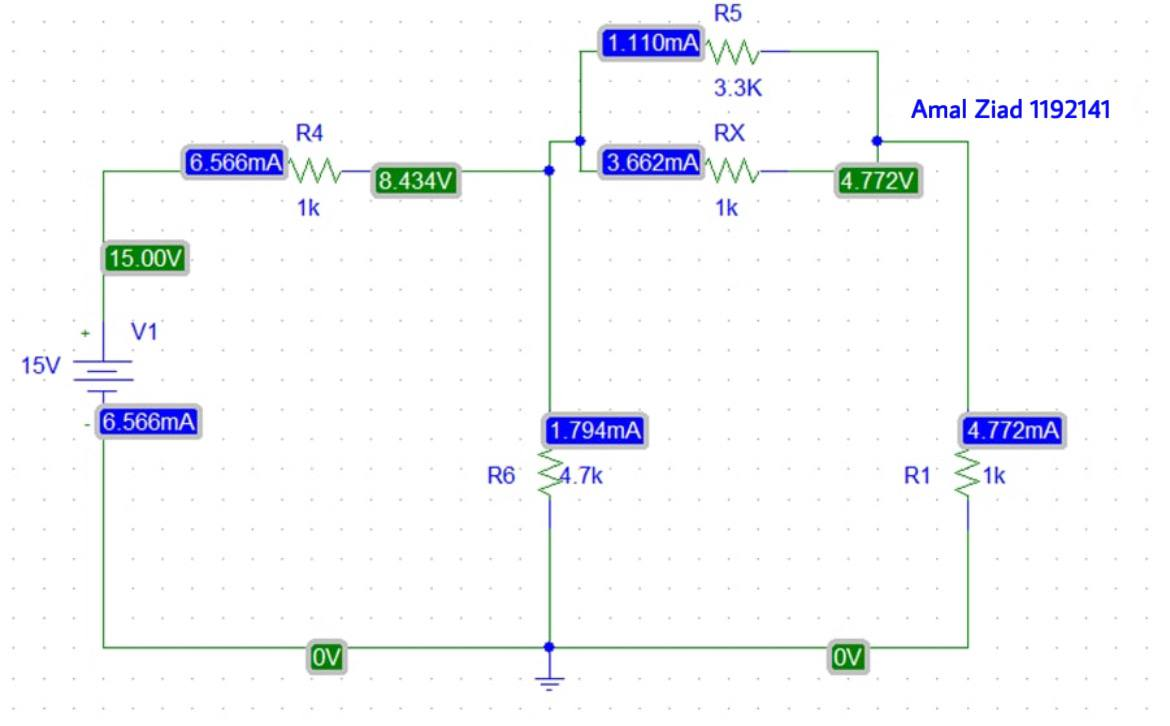 R5
1.110mA
3.3K
Amal Ziad 1192141
R4
RX
6.566mA
3.662mA
8.434V
4.772V
1k
1k
15.00V
+
V1
15V
-
6.566mA
1.794mA
4.772mA
R6
4.7k
R1
1k
0V
0V